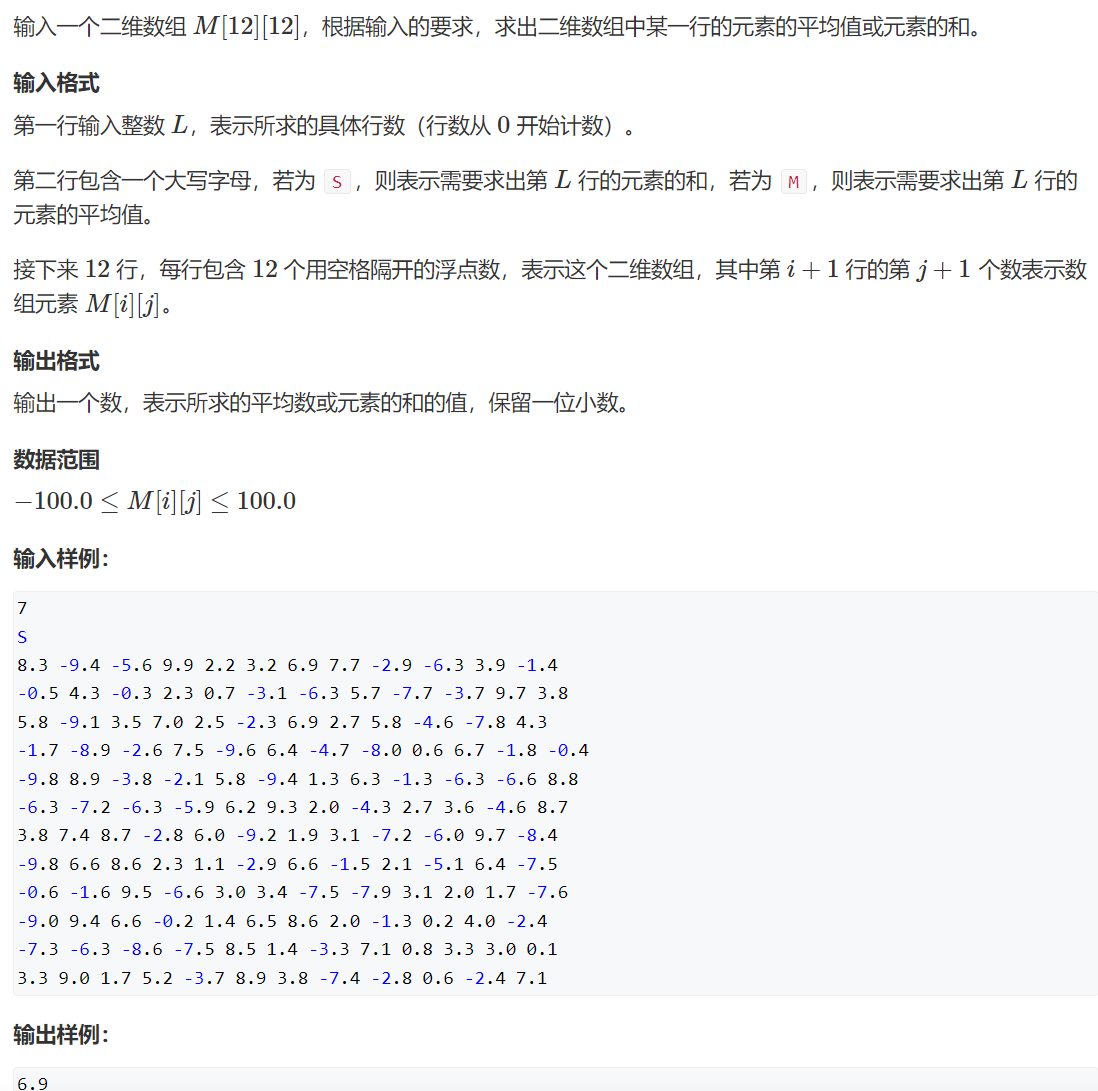 输入一个二维数组 M[12][12]，根据输入的要求，求出二维数组中某一行的元素的平均值或元素的和。
输入格式
第一行输入整数 L，表示所求的具体行数（行数从 0 开始计数）。
第二行包含一个大写字母，若为 S ，则表示需要求出第 L 行的元素的和，若为 M ，则表示需要求出第 L 行的
元素的平均值。
接下来 12 行，每行包含 12 个用空格隔开的浮点数，表示这个二维数组，其中第 i + 1 行的第 j + 1 个数表示数
组元素 M[i][j]。
输出格式
输出一个数，表示所求的平均数或元素的和的值，保留一位小数。
数据范围
−100.0 ≤ M[i][j] ≤ 100.0
输入样例：
7
S
8.3 -9.4 -5.6 9.9 2.2 3.2 6.9 7.7 -2.9 -6.3 3.9 -1.4
-0.5 4.3 -0.3 2.3 0.7 -3.1 -6.3 5.7 -7.7 -3.7 9.7 3.8
5.8 -9.1 3.5 7.0 2.5 -2.3 6.9 2.7 5.8 -4.6 -7.8 4.3
-1.7 -8.9 -2.6 7.5 -9.6 6.4 -4.7 -8.0 0.6 6.7 -1.8 -0.4
-9.8 8.9 -3.8 -2.1 5.8 -9.4 1.3 6.3 -1.3 -6.3 -6.6 8.8
-6.3 -7.2 -6.3 -5.9 6.2 9.3 2.0 -4.3 2.7 3.6 -4.6 8.7
3.8 7.4 8.7 -2.8 6.0 -9.2 1.9 3.1 -7.2 -6.0 9.7 -8.4
-9.8 6.6 8.6 2.3 1.1 -2.9 6.6 -1.5 2.1 -5.1 6.4 -7.5
-0.6 -1.6 9.5 -6.6 3.0 3.4 -7.5 -7.9 3.1 2.0 1.7 -7.6
-9.0 9.4 6.6 -0.2 1.4 6.5 8.6 2.0 -1.3 0.2 4.0 -2.4
-7.3 -6.3 -8.6 -7.5 8.5 1.4 -3.3 7.1 0.8 3.3 3.0 0.1
3.3 9.0 1.7 5.2 -3.7 8.9 3.8 -7.4 -2.8 0.6 -2.4 7.1
输出样例：
6.9